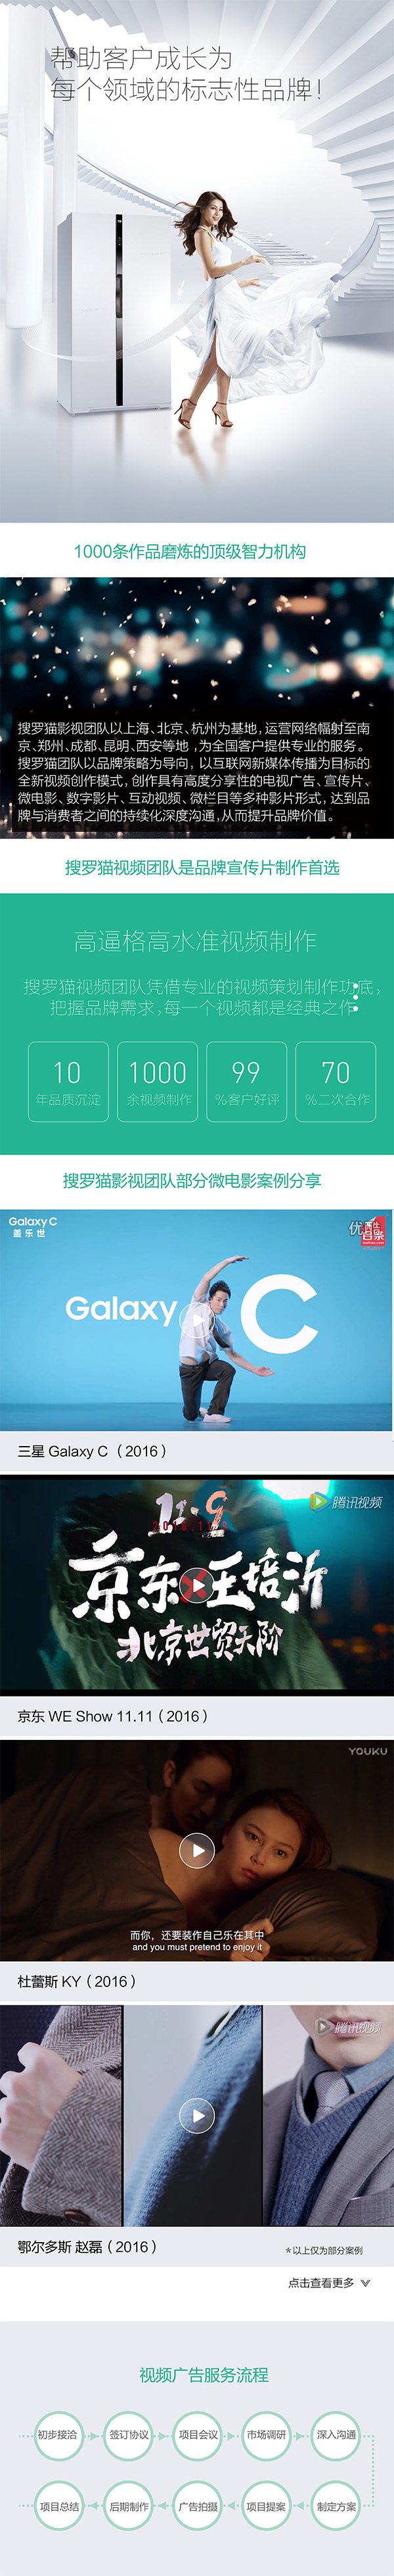 帮助客户成长为
每个领域的标志性品牌！
1000条作品磨炼的顶级智力机构
搜罗猫影视团队以上海、北京、杭州为基地，运营网络幅射至南
京、郑州、成都、昆明、西安等地，为全国客户提供专业的服务。
搜罗猫团队以品牌策略为导向，以互联网新媒体传播为目标的
全新视频创作模式，创作具有高度分享性的电视广告、宣传片、
微电影、数字影片、互动视频、微栏目等多种影片形式，达到品
牌与消费者之间的持续化深度沟通，从而提升品牌价值。
搜罗猫视频团队是品牌宣传片制作首选
高逼格高水准视频制作
搜罗猫视频团队凭借专业的视频策划制作功底，
把握品牌需求，每一个视频都是经典之作
10
年品质沉淀
1000
余视频制作
99
%客户好评
70
%二次合作
搜罗猫影视团队部分微电影案例分享
Galaxy C
盖乐世
Galaxy C
三星 Galaxy C （2016）
腾讯视频
京东×王培沂
北京世贸天阶
京东 WE Show 11.11（2016）
YOUKU
而你，还要装作自己乐在其中
and you must pretend to enjoy it
杜蕾斯 KY（2016）
腾讯视频
鄂尔多斯 赵磊（2016）
*以上仅为部分案例
点击查看更多
视频广告服务流程
初步接洽
签订协议
项目会议
市场调研
深入沟通
制定方案
项目提案
广告拍摄
后期制作
项目总结